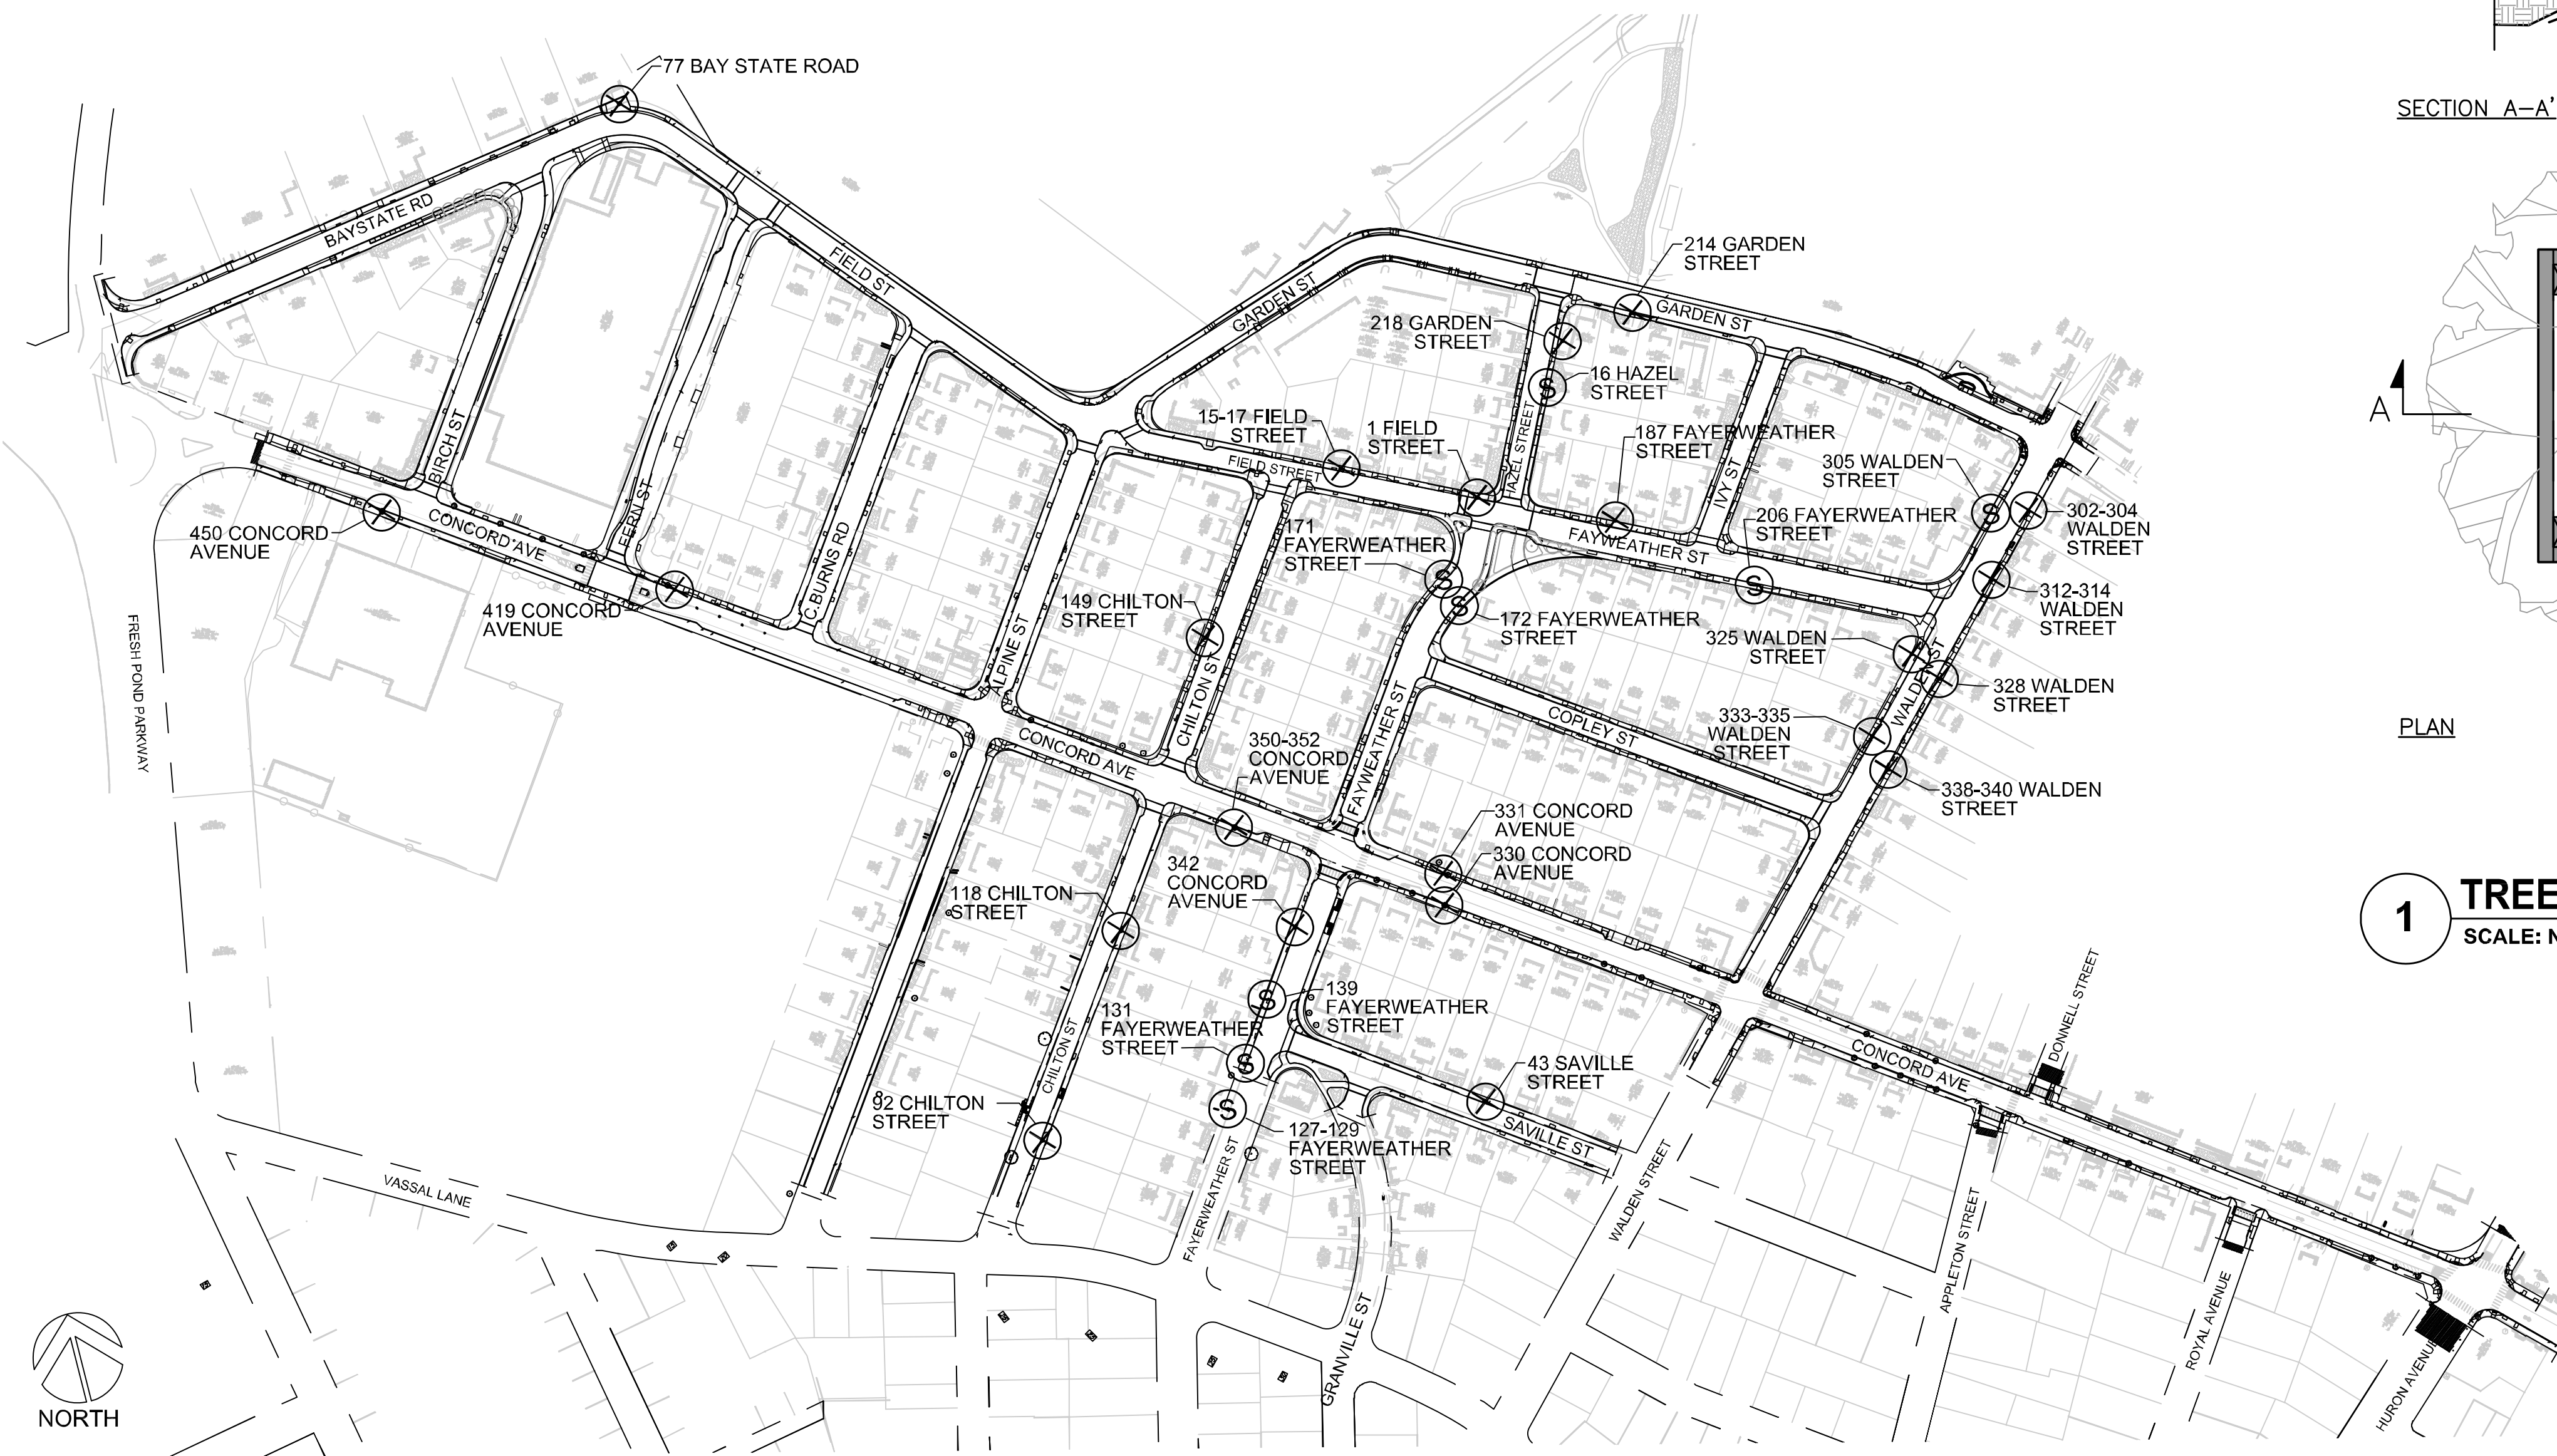 77 BAY STATE ROAD
SECTION A-A'
BAYSTATE RD
FIELD ST
GARDEN ST
214 GARDEN
STREET
GARDEN ST
218 GARDEN
STREET
16 HAZEL
STREET
S
HAZEL STREET
15-17 FIELD
STREET
1 FIELD
STREET
FIELD STREET
187 FAYERWEATHER
STREET
IVY ST
305 WALDEN
STREET
S
302-304
WALDEN
STREET
A
BIRCH ST
450 CONCORD
AVENUE
CONCORD AVE
FERN ST
419 CONCORD
AVENUE
C.BURNS RD
ALPINE ST
171
FAYERWEATHER
STREET
S
FAYWEATHER ST
206 FAYERWEATHER
STREET
S
312-314
WALDEN
STREET
149 CHILTON
STREET
S
172 FAYERWEATHER
STREET
325 WALDEN
STREET
WALDEN ST
328 WALDEN
STREET
FRESH POND PARKWAY
CHILTON ST
FAYWEATHER ST
COPLEY ST
333-335
WALDEN
STREET
338-340 WALDEN
STREET
PLAN
CONCORD AVE
350-352
CONCORD
AVENUE
331 CONCORD
AVENUE
330 CONCORD
AVENUE
342
CONCORD
AVENUE
118 CHILTON
STREET
1
TREE
SCALE: N
139
FAYERWEATHER
STREET
S
131
FAYERWEATHER
STREET
S
CHILTON ST
92 CHILTON
STREET
S
127-129
FAYERWEATHER
STREET
43 SAVILLE
STREET
SAVILLE ST
CONCORD AVE
DONNELL STREET
VASSAL LANE
FAYERWEATHER ST
WALDEN STREET
APPLETON STREET
ROYAL AVENUE
GRANVILLE ST
HURON AVENUE
NORTH